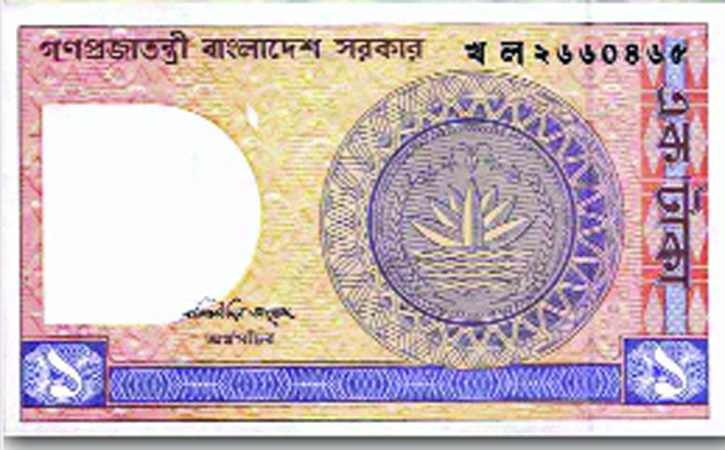 গণপ্রজাতন্ত্রী বাংলাদেশ সরকার
খ ল ২৬৬০৪৬৫
এক টাকা
অর্থসচিব
১
১